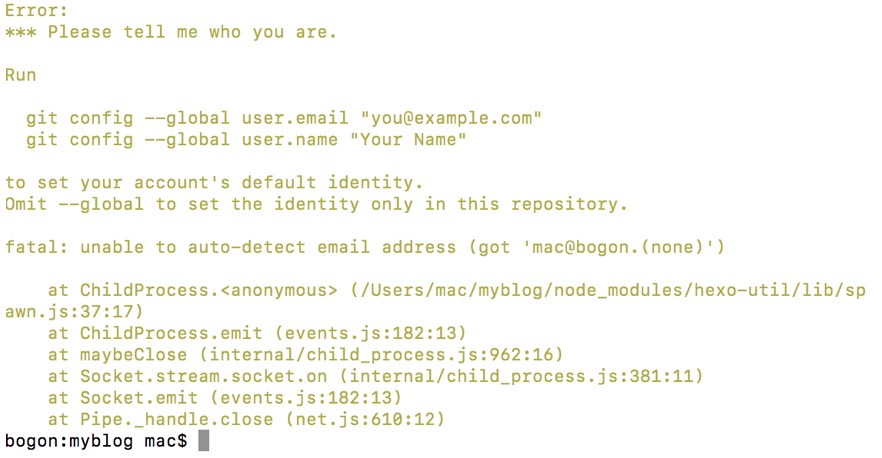 Error:
*** Please tell me who you are.
Run
git config --global user.email "you@example.com"
git config --global user.name "Your Name"
to set your account's default identity.
Omit --global to set the identity only in this repository.
fatal: unable to auto-detect email address (got 'mac@bogon.(none)')
at ChildProcess.<anonymous> (/Users/mac/myblog/node_modules/hexo-util/lib/sp
awn.js:37:17)
at ChildProcess.emit (events.js:182:13)
at maybeClose (internal/child_process.js:962:16)
at Socket.stream.socket.on (internal/child_process.js:381:11)
at Socket.emit (events.js:182:13)
at Pipe._handle.close (net.js:610:12)
bogon:myblog mac$